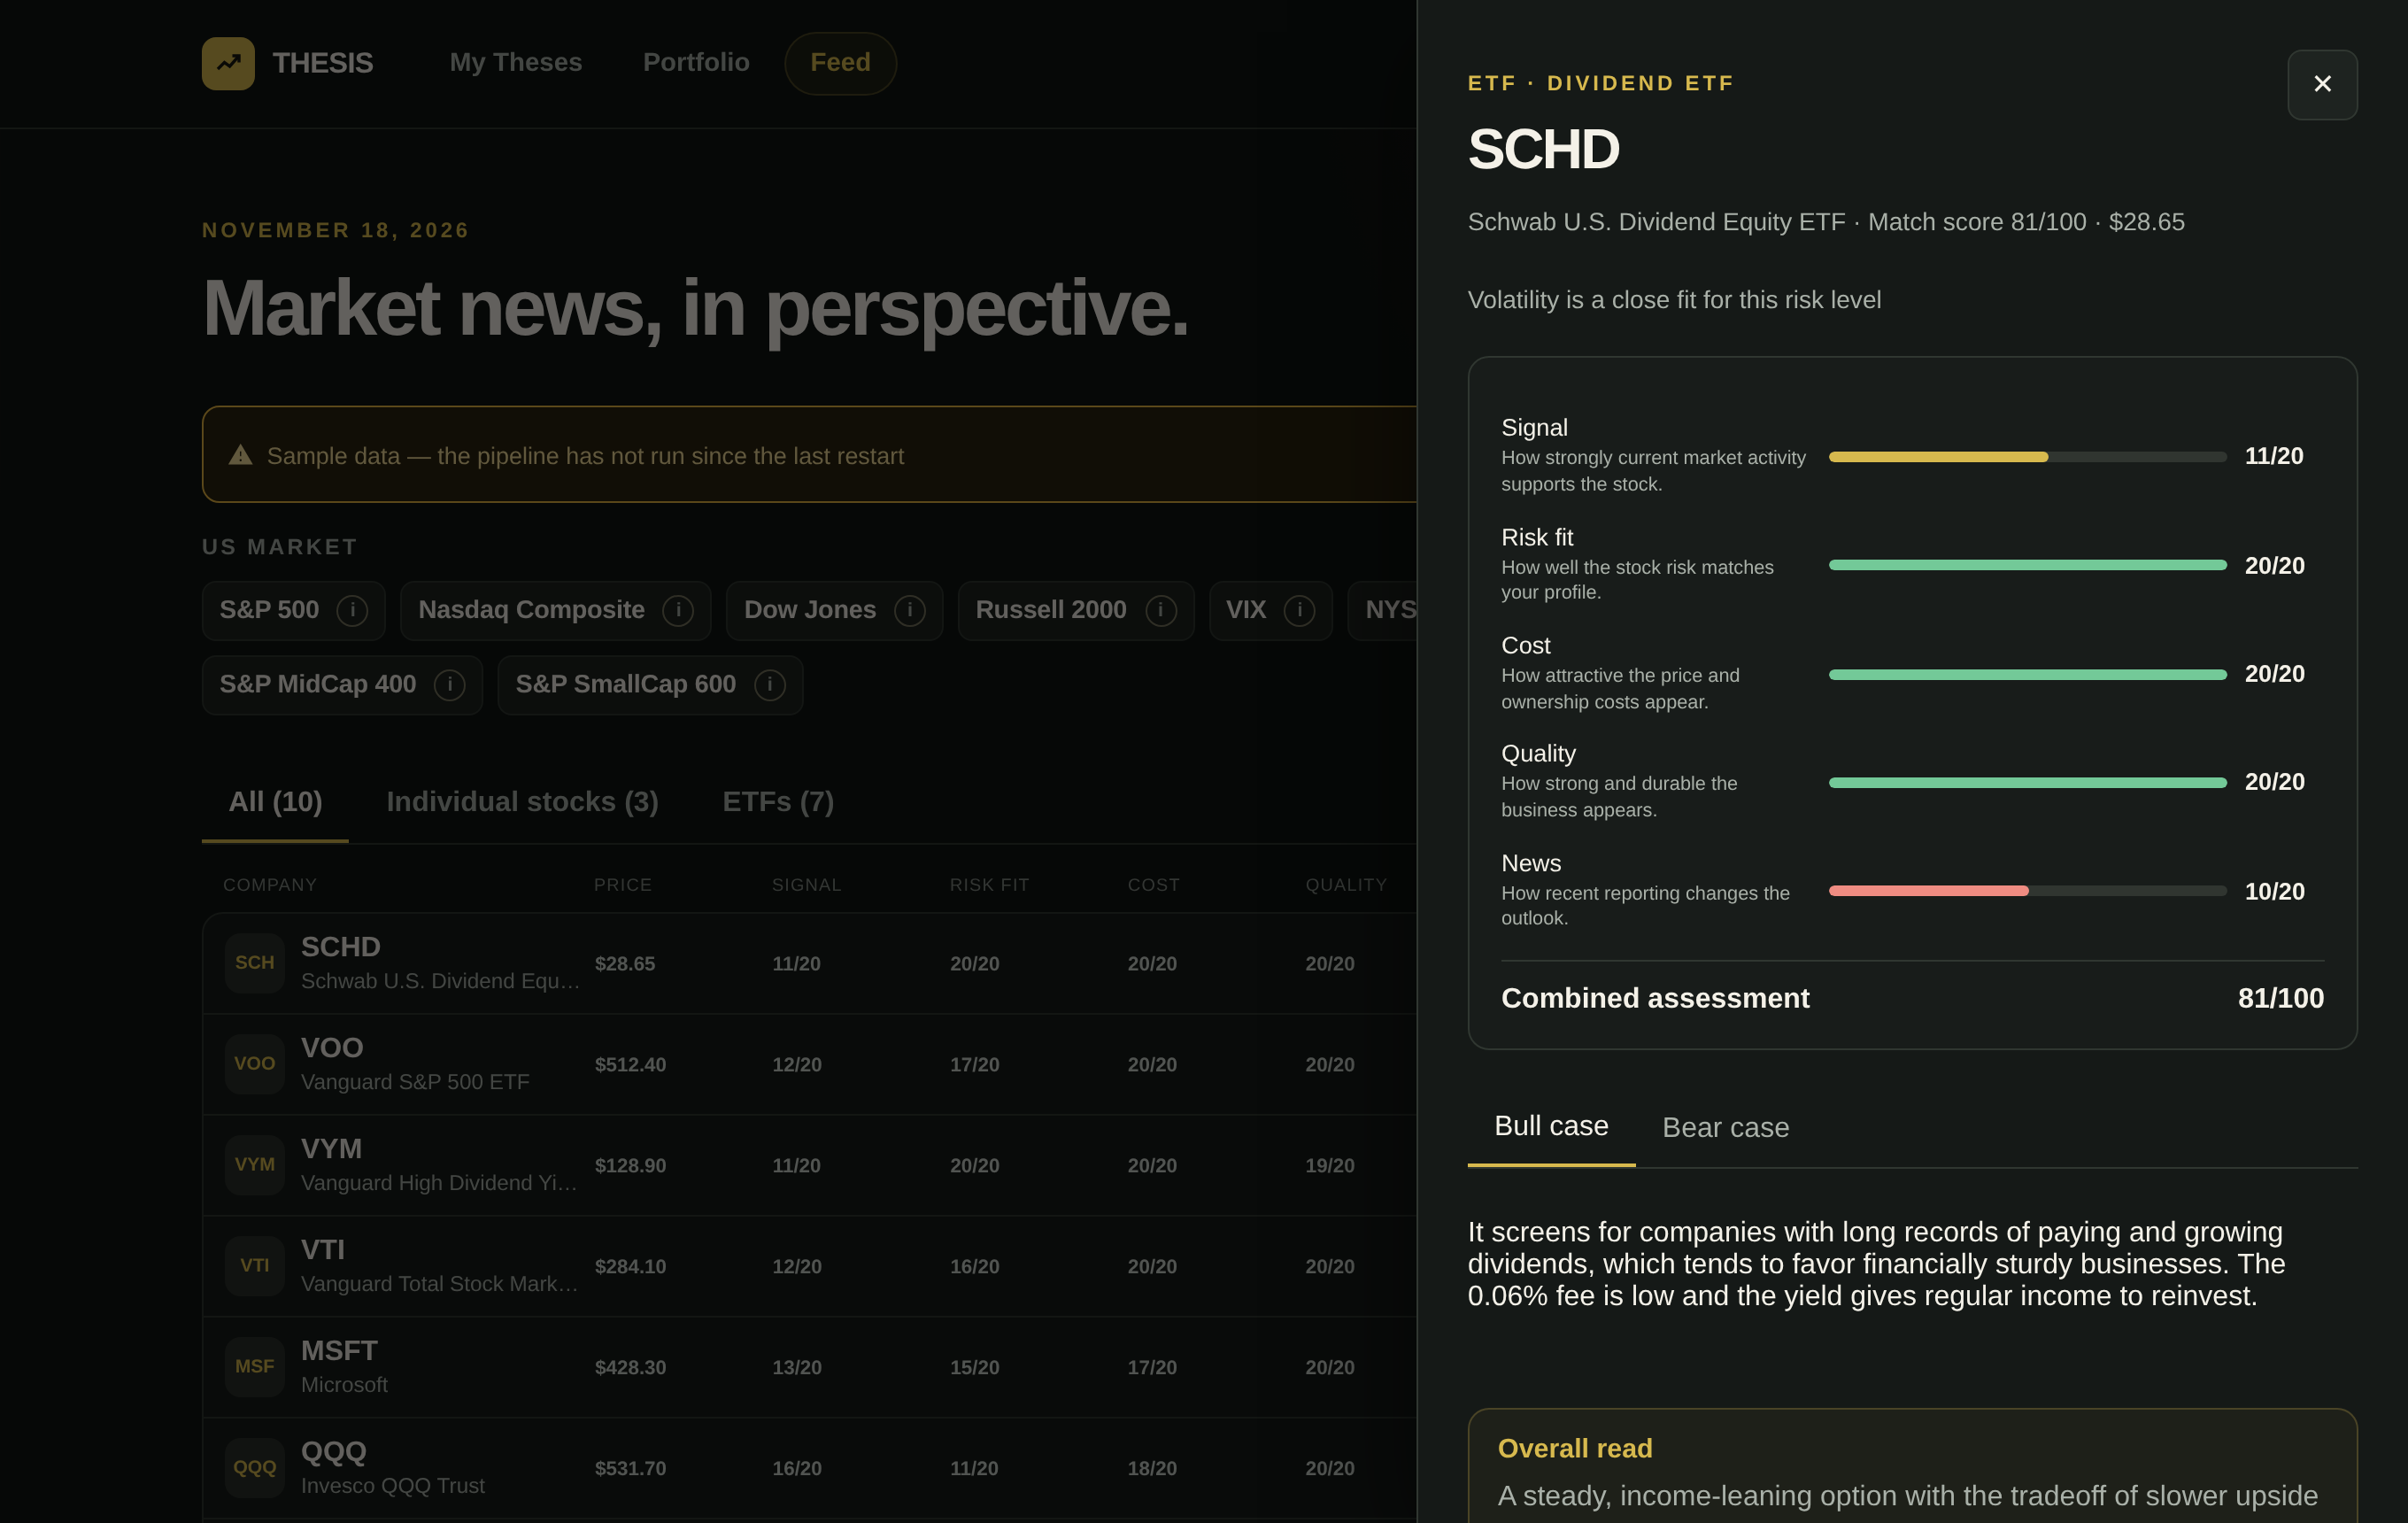 THESIS
My Theses
Portfolio
Feed
NOVEMBER 18, 2026
Market news, in perspective.
Sample data — the pipeline has not run since the last restart
US MARKET
S&P 500 i
Nasdaq Composite i
Dow Jones i
Russell 2000 i
VIX i
NYS
S&P MidCap 400 i
S&P SmallCap 600 i
All (10)
Individual stocks (3)
ETFs (7)
COMPANY PRICE SIGNAL RISK FIT COST QUALITY
SCH SCHD
Schwab U.S. Dividend Equ…
$28.65 11/20 20/20 20/20 20/20
VOO VOO
Vanguard S&P 500 ETF
$512.40 12/20 17/20 20/20 20/20
VYM VYM
Vanguard High Dividend Yi…
$128.90 11/20 20/20 20/20 19/20
VTI VTI
Vanguard Total Stock Mark…
$284.10 12/20 16/20 20/20 20/20
MSF MSFT
Microsoft
$428.30 13/20 15/20 17/20 20/20
QQQ QQQ
Invesco QQQ Trust
$531.70 16/20 11/20 18/20 20/20
ETF · DIVIDEND ETF
SCHD
Schwab U.S. Dividend Equity ETF · Match score 81/100 · $28.65
Volatility is a close fit for this risk level
Signal
How strongly current market activity
supports the stock.
11/20
Risk fit
How well the stock risk matches
your profile.
20/20
Cost
How attractive the price and
ownership costs appear.
20/20
Quality
How strong and durable the
business appears.
20/20
News
How recent reporting changes the
outlook.
10/20
Combined assessment 81/100
Bull case
Bear case
It screens for companies with long records of paying and growing
dividends, which tends to favor financially sturdy businesses. The
0.06% fee is low and the yield gives regular income to reinvest.
Overall read
A steady, income-leaning option with the tradeoff of slower upside